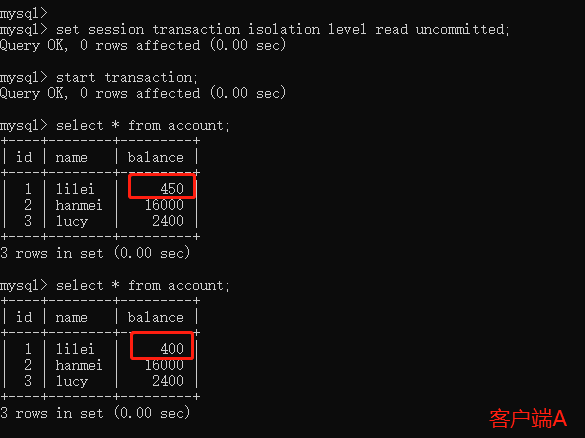 mysql>
mysql> set session transaction isolation level read uncommitted;
Query OK, 0 rows affected (0.00 sec)
mysql> start transaction;
Query OK, 0 rows affected (0.00 sec)
mysql> select * from account;
+----+--------+---------+
| id | name | balance |
+----+--------+---------+
| 1 | lilei | 450 |
| 2 | hanmei | 16000 |
| 3 | lucy | 2400 |
+----+--------+---------+
3 rows in set (0.00 sec)
mysql> select * from account;
+----+--------+---------+
| id | name | balance |
+----+--------+---------+
| 1 | lilei | 400 |
| 2 | hanmei | 16000 |
| 3 | lucy | 2400 |
+----+--------+---------+
3 rows in set (0.00 sec)
客户端A